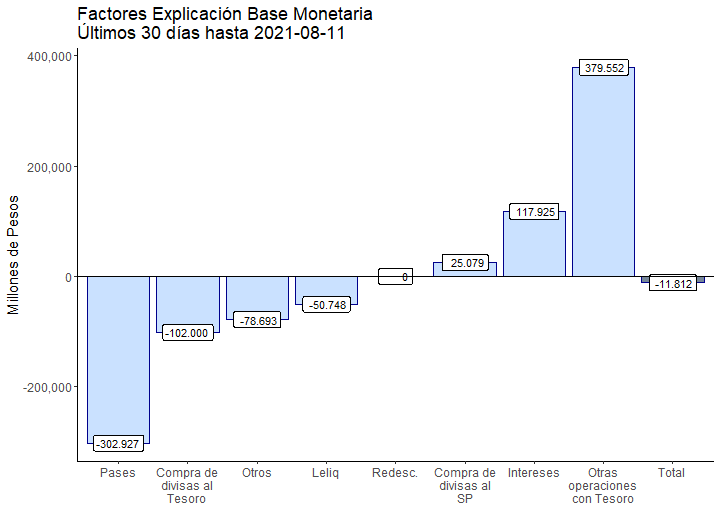 Factores Explicación Base Monetaria
Últimos 30 días hasta 2021-08-11
Millones de Pesos
400,000
200,000
0
-200,000
-302.927
-102.000
-78.693
-50.748
0
25.079
117.925
379.552
-11.812
Pases
Compra de
divisas al
Tesoro
Otros
Leliq
Redesc.
Compra de
divisas al
SP
Intereses
Otras
operaciones
con Tesoro
Total